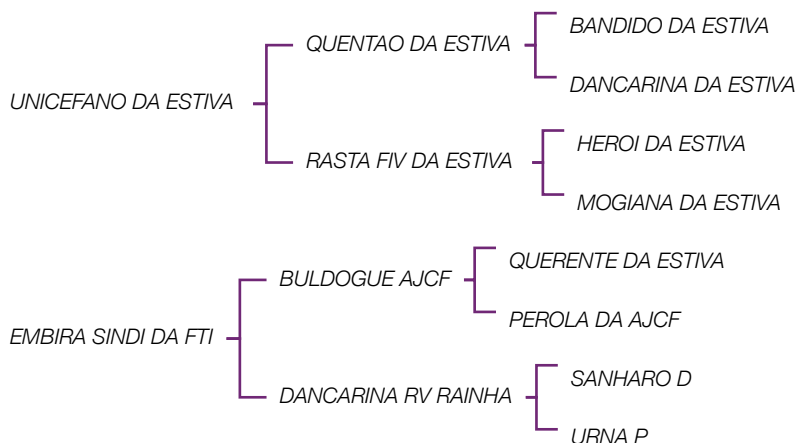 BANDIDO DA ESTIVA
QUENTAO DA ESTIVA
DANCARINA DA ESTIVA
UNICEFANO DA ESTIVA
HEROI DA ESTIVA
RASTA FIV DA ESTIVA
MOGIANA DA ESTIVA
QUERENTE DA ESTIVA
BULDOGUE AJCF
PEROLA DA AJCF
EMBIRA SINDI DA FTI
SANHARO D
DANCARINA RV RAINHA
URNA P